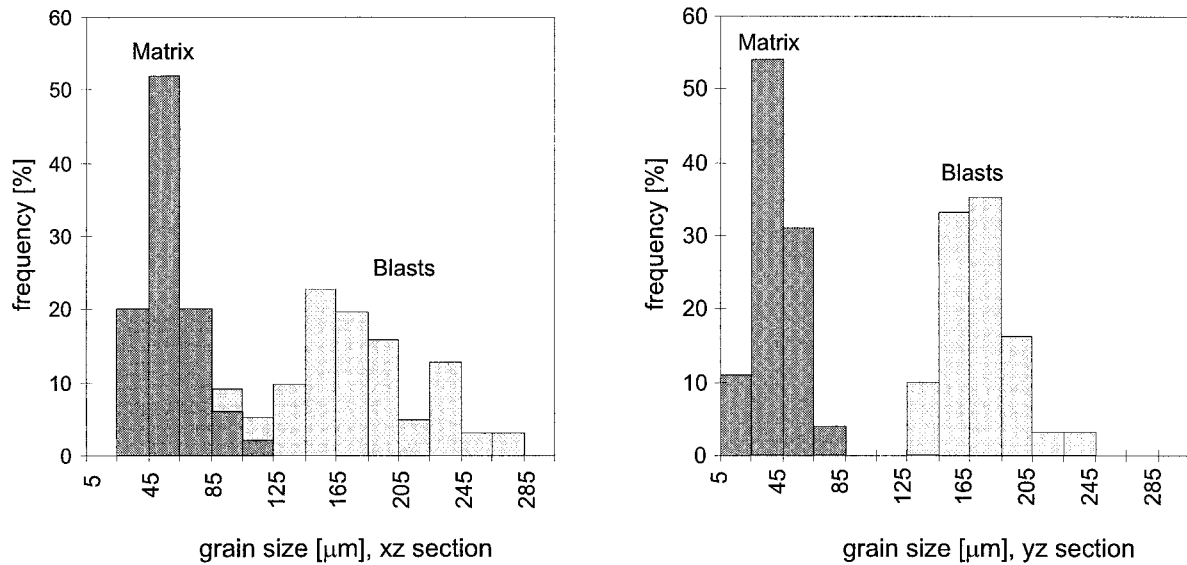 60
50
40
30
20
10
0
frequency [%]
Matrix
Blasts
5 45 85 125 165 205 245 285
grain size [μm], xz section
60
50
40
30
20
10
0
frequency [%]
Matrix
Blasts
5 45 85 125 165 205 245 285
grain size [μm], yz section